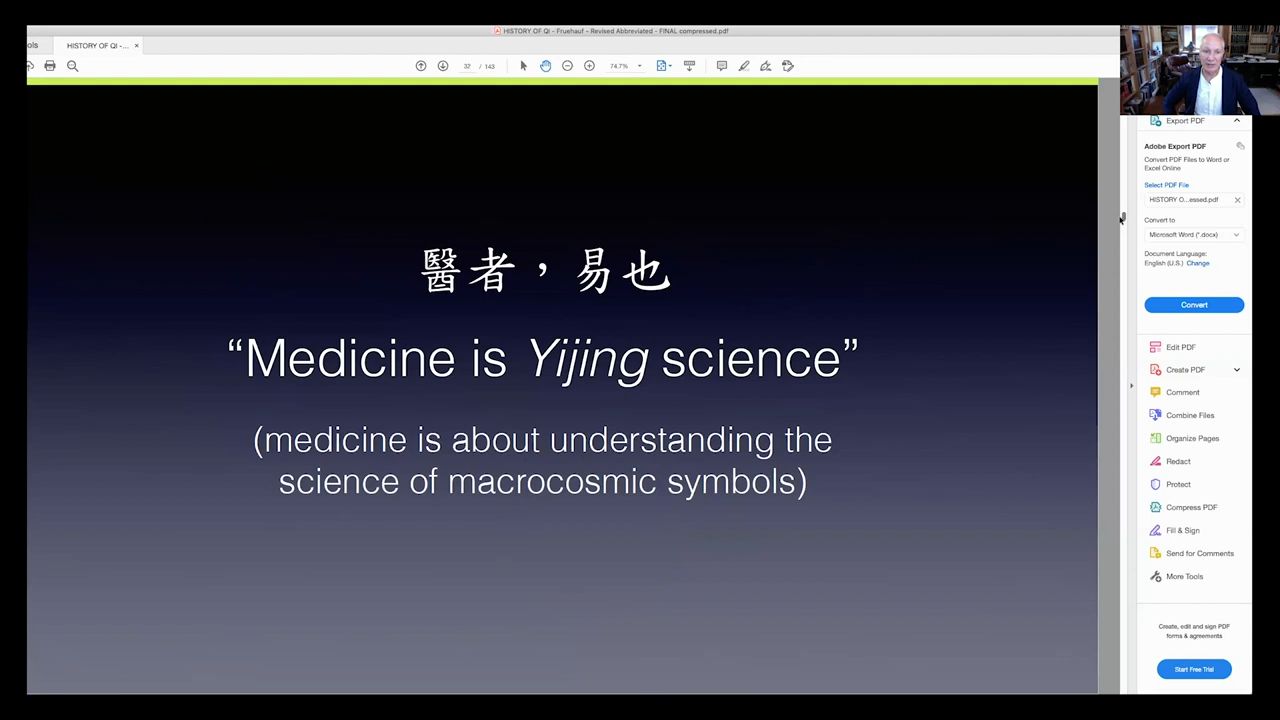 HISTORY OF QI - Fruehauf - Revised Abbreviated - FINAL compressed.pdf
ols
HISTORY OF QI -... ×
32 / 143
74.7%
Export PDF
Adobe Export PDF
Convert PDF Files to Word or
Excel Online
Select PDF File
HISTORY O...essed.pdf
Convert to
Microsoft Word (*.docx)
Document Language:
English (U.S.) Change
Convert
Edit PDF
Create PDF
Comment
Combine Files
Organize Pages
Redact
Protect
Compress PDF
Fill & Sign
Send for Comments
More Tools
Create, edit and sign PDF
forms & agreements
Start Free Trial
醫者，易也
“Medicine is Yijing science”
(medicine is about understanding the
science of macrocosmic symbols)